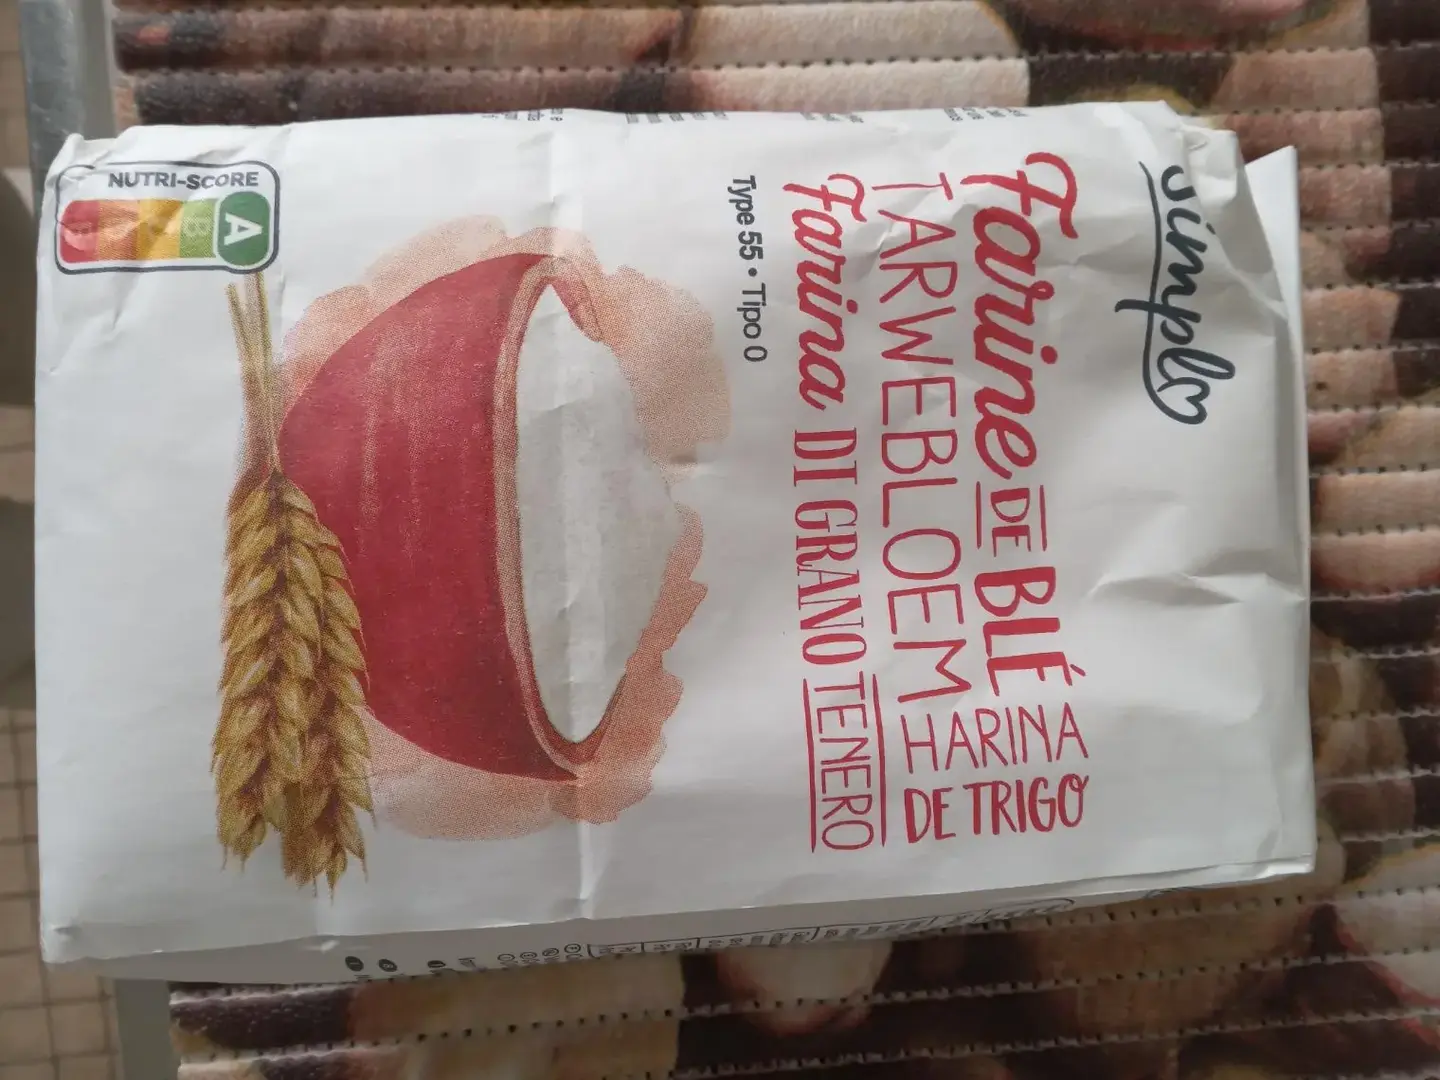 Simpl
Farine DE BLÉ
HARINA
DE TRIGO
TARWEBLOEM
Farina DI GRANO TENERO
Type 55 • Tipo 0
NUTRI-SCORE
A
B